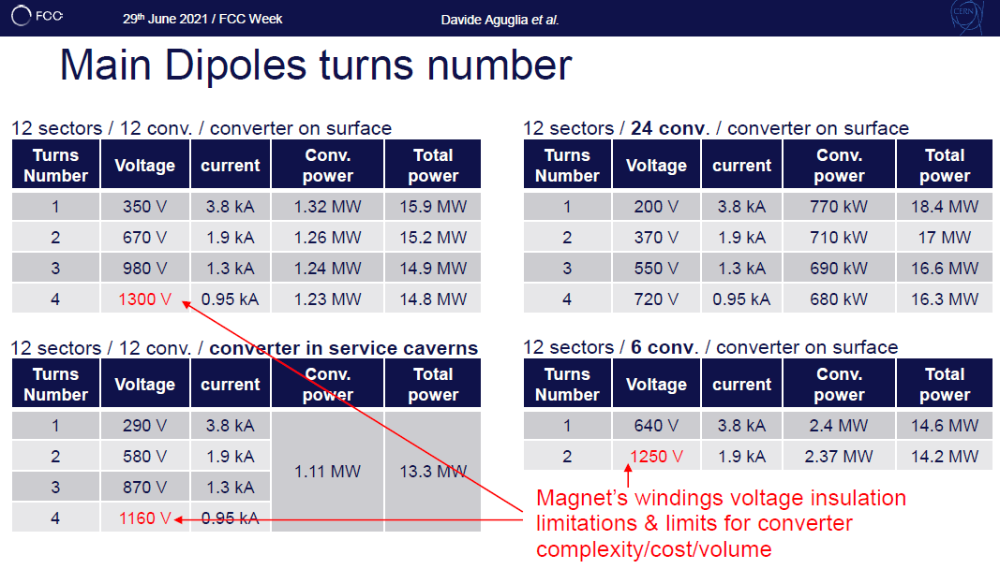 FCC
29th June 2021 / FCC Week
Davide Aguglia et al.
CERN
Main Dipoles turns number
12 sectors / 12 conv. / converter on surface
Turns Number Voltage current Conv. power Total power
1 350 V 3.8 kA 1.32 MW 15.9 MW
2 670 V 1.9 kA 1.26 MW 15.2 MW
3 980 V 1.3 kA 1.24 MW 14.9 MW
4 1300 V 0.95 kA 1.23 MW 14.8 MW
12 sectors / 24 conv. / converter on surface
Turns Number Voltage current Conv. power Total power
1 200 V 3.8 kA 770 kW 18.4 MW
2 370 V 1.9 kA 710 kW 17 MW
3 550 V 1.3 kA 690 kW 16.6 MW
4 720 V 0.95 kA 680 kW 16.3 MW
12 sectors / 12 conv. / converter in service caverns
Turns Number Voltage current Conv. power Total power
1 290 V 3.8 kA
2 580 V 1.9 kA
1.11 MW 13.3 MW
3 870 V 1.3 kA
4 1160 V 0.95 kA
12 sectors / 6 conv. / converter on surface
Turns Number Voltage current Conv. power Total power
1 640 V 3.8 kA 2.4 MW 14.6 MW
2 1250 V 1.9 kA 2.37 MW 14.2 MW
Magnet's windings voltage insulation
limitations & limits for converter
complexity/cost/volume